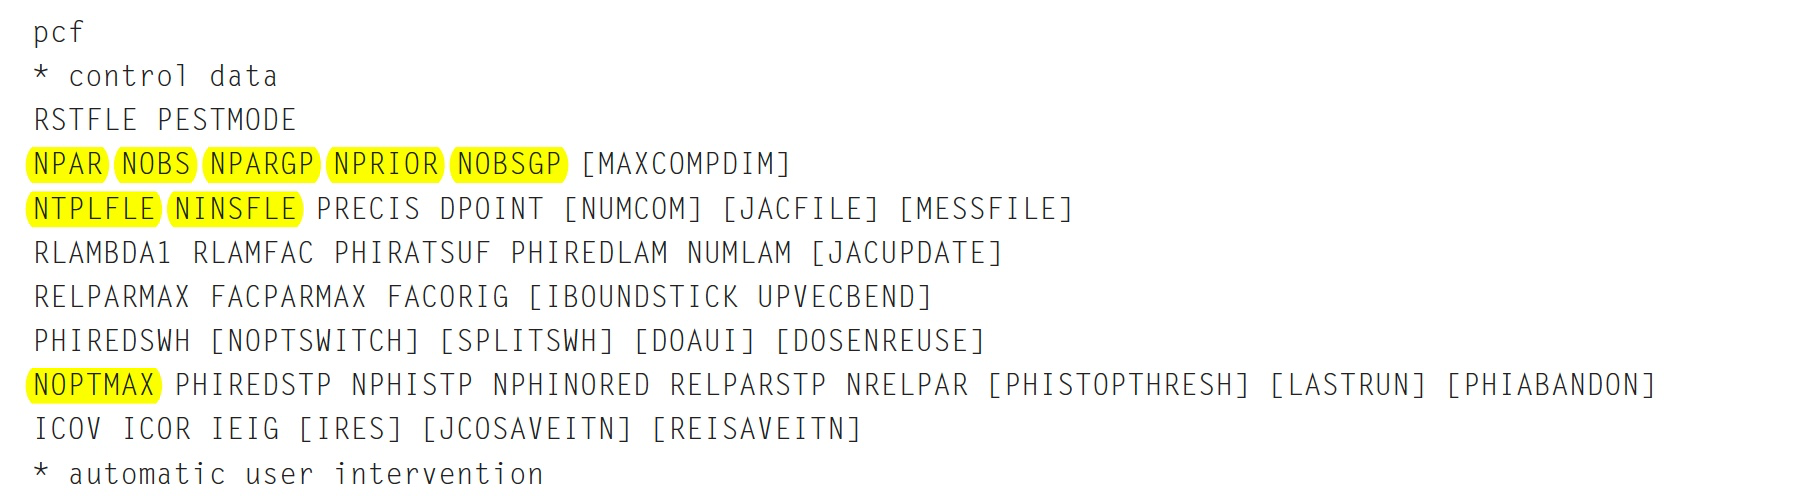 pcf
* control data
RSTFLE PESTMODE
NPAR NOBS NPARGP NPRIOR NOBSGP [MAXCOMPDIM]
NTPLFLE NINSFLE PRECIS DPOINT [NUMCOM] [JACFILE] [MESSFILE]
RLAMBDA1 RLAMFAC PHIRATSUF PHIREDLAM NUMLAM [JACUPDATE]
RELPARMAX FACPARMAX FACORIG [IBOUNDSTICK UPVECBEND]
PHIREDSWH [NOPTSWITCH] [SPLITSWH] [DOAUI] [DOSENREUSE]
NOPTMAX PHIREDSTP NPHISTP NPHINORED RELPARSTP NRELPAR [PHISTOPTHRESH] [LASTRUN] [PHIABANDON]
ICOV ICOR IEIG [IRES] [JCOSAVEITN] [REISAVEITN]
* automatic user intervention